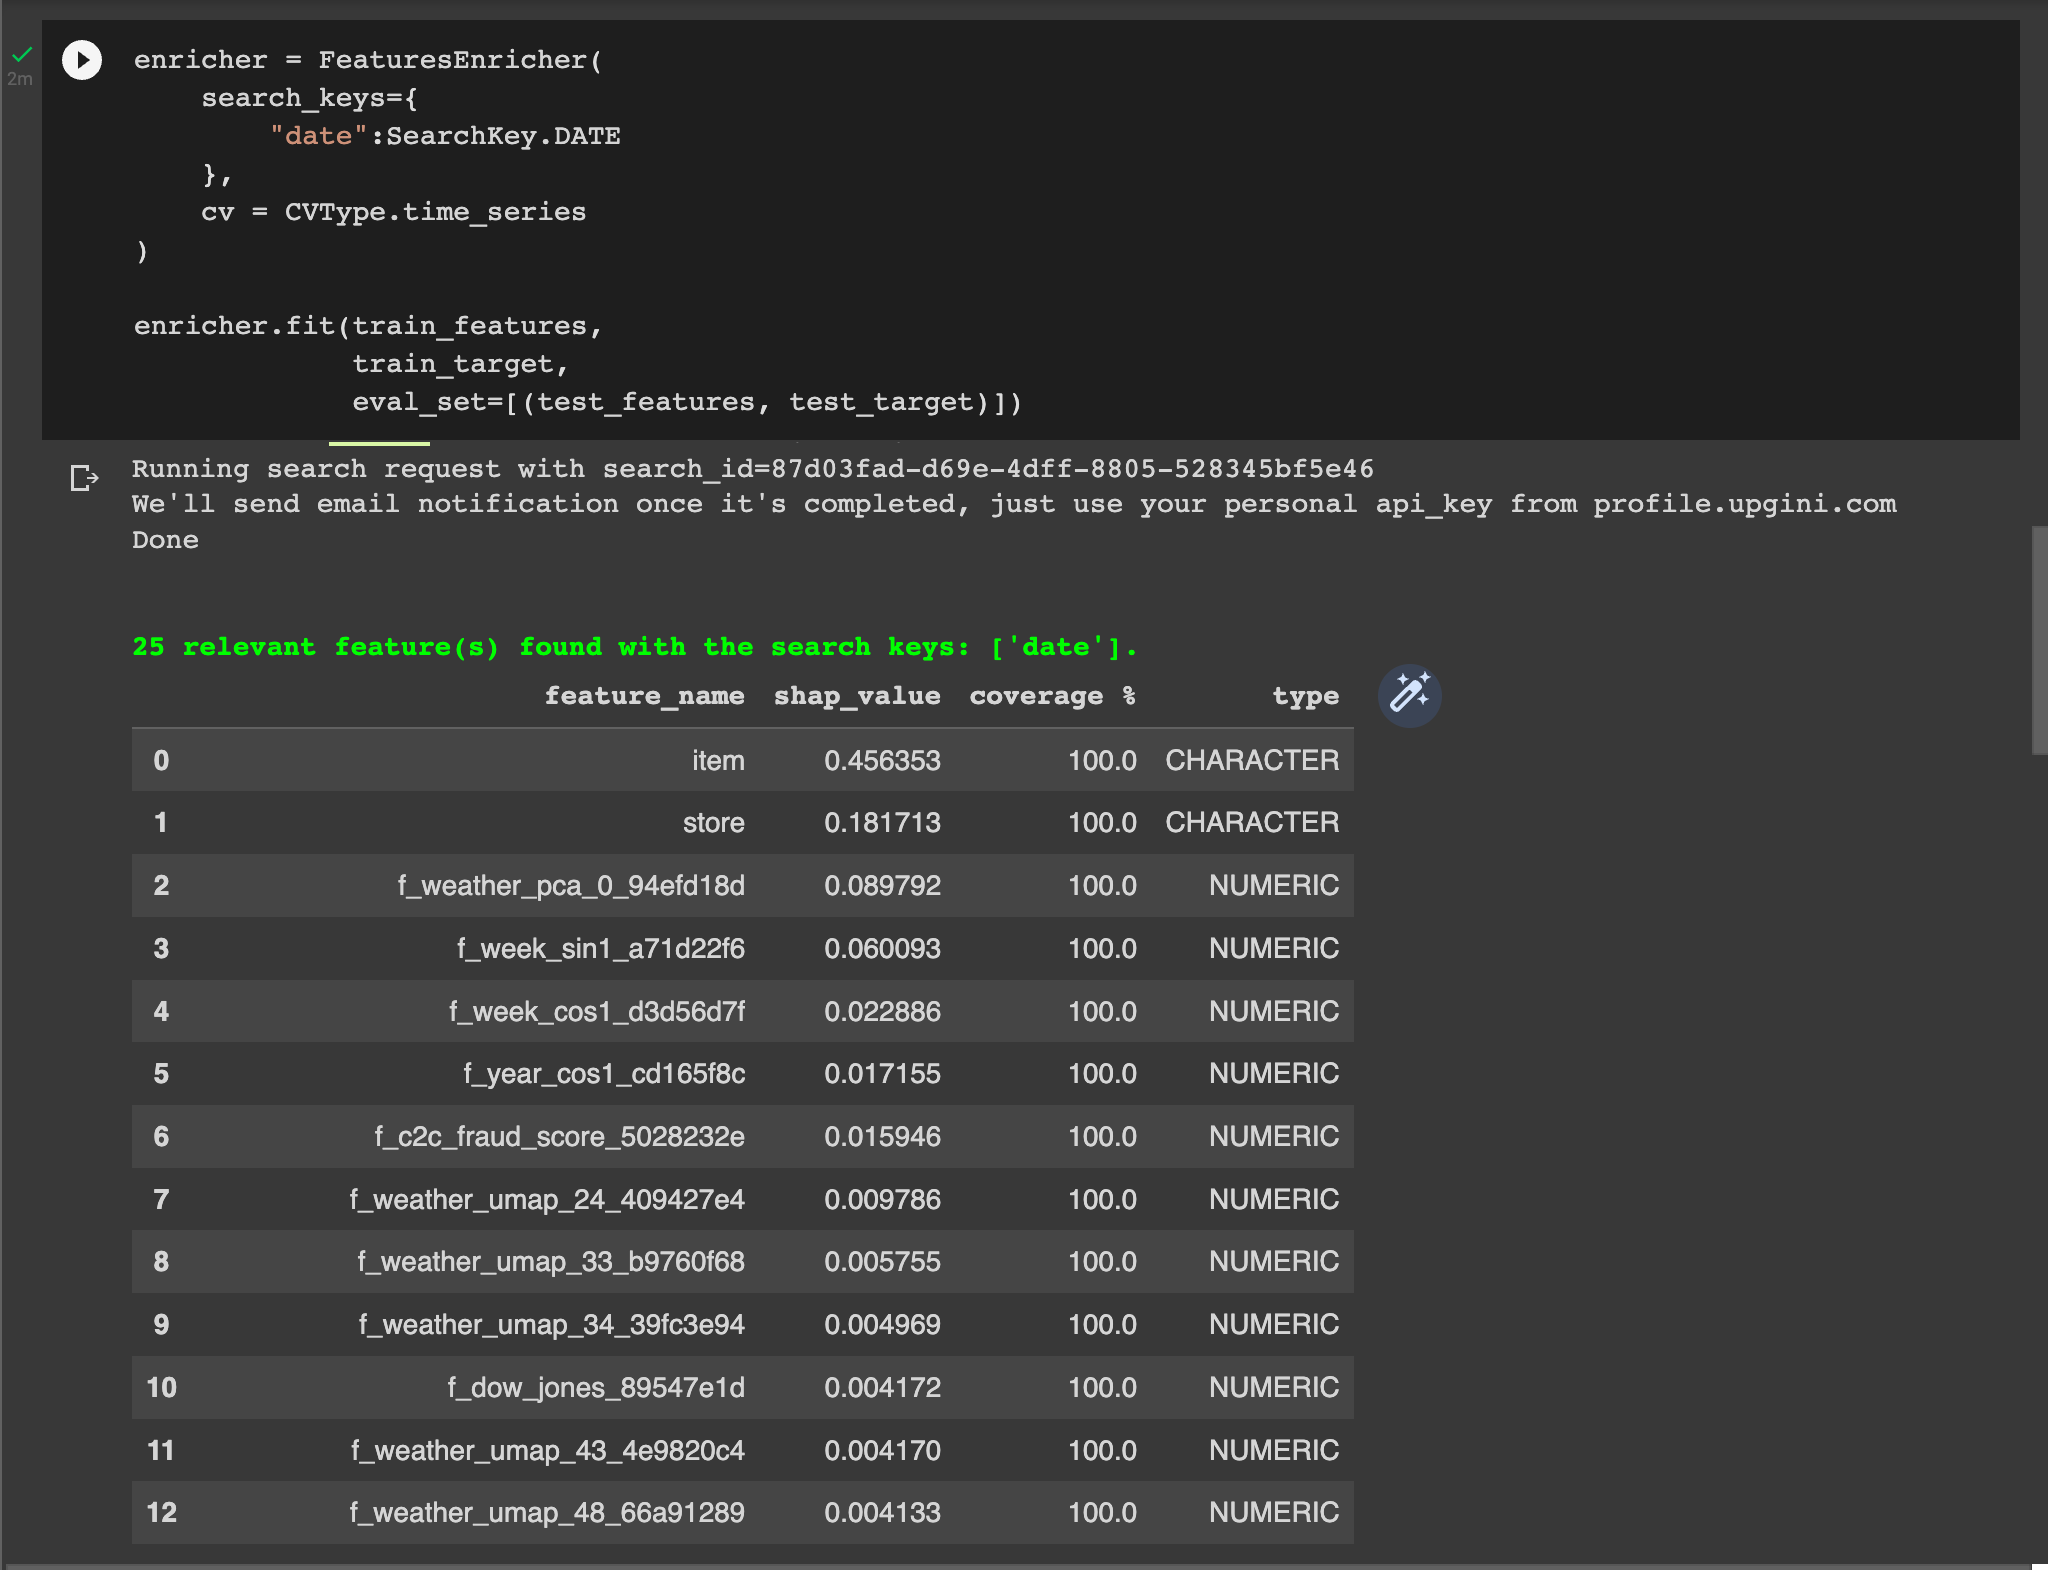 2m
enricher = FeaturesEnricher(
    search_keys={
        "date":SearchKey.DATE
    },
    cv = CVType.time_series
)
enricher.fit(train_features,
             train_target,
             eval_set=[(test_features, test_target)])
Running search request with search_id=87d03fad-d69e-4dff-8805-528345bf5e46
We'll send email notification once it's completed, just use your personal api_key from profile.upgini.com
Done
25 relevant feature(s) found with the search keys: ['date'].
feature_name shap_value coverage % type
0 item 0.456353 100.0 CHARACTER
1 store 0.181713 100.0 CHARACTER
2 f_weather_pca_0_94efd18d 0.089792 100.0 NUMERIC
3 f_week_sin1_a71d22f6 0.060093 100.0 NUMERIC
4 f_week_cos1_d3d56d7f 0.022886 100.0 NUMERIC
5 f_year_cos1_cd165f8c 0.017155 100.0 NUMERIC
6 f_c2c_fraud_score_5028232e 0.015946 100.0 NUMERIC
7 f_weather_umap_24_409427e4 0.009786 100.0 NUMERIC
8 f_weather_umap_33_b9760f68 0.005755 100.0 NUMERIC
9 f_weather_umap_34_39fc3e94 0.004969 100.0 NUMERIC
10 f_dow_jones_89547e1d 0.004172 100.0 NUMERIC
11 f_weather_umap_43_4e9820c4 0.004170 100.0 NUMERIC
12 f_weather_umap_48_66a91289 0.004133 100.0 NUMERIC